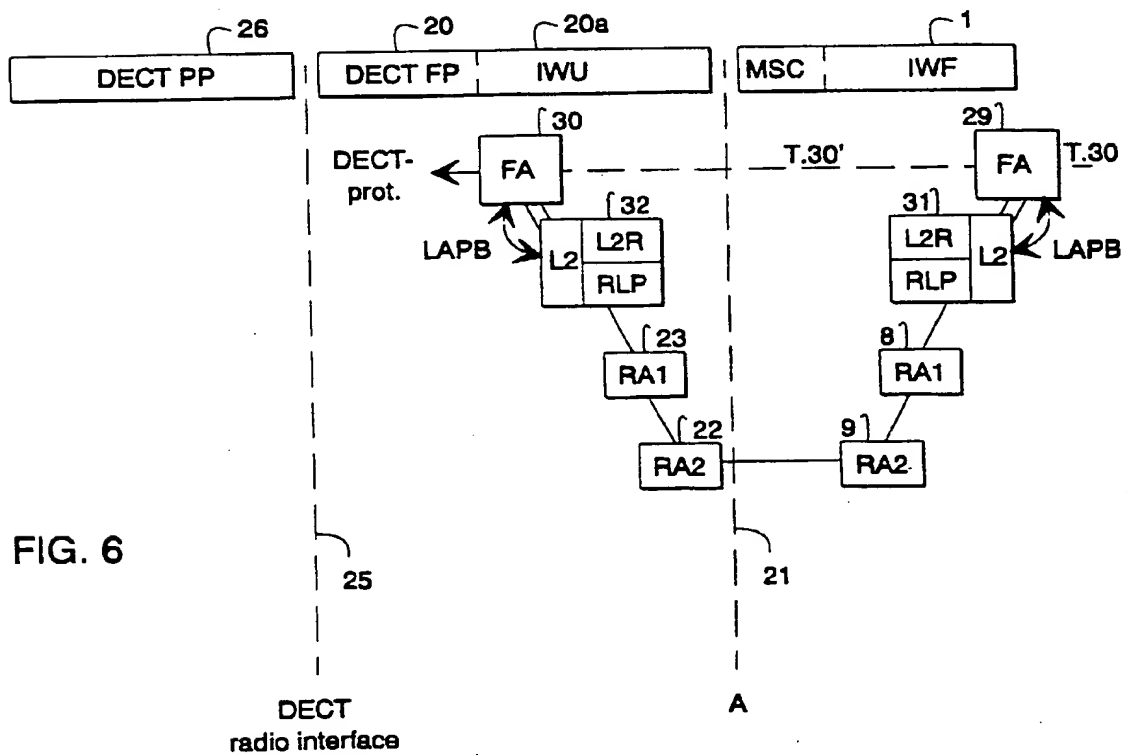 26 20 20a 1
DECT PP DECT FP IWU MSC IWF
30 29
DECT-prot. FA T.30' FA T.30
32 31
LAPB L2 L2R L2R L2 LAPB
RLP RLP
23 8
RA1 RA1
22 9
RA2 RA2
FIG. 6
25 21
DECT A
radio interface